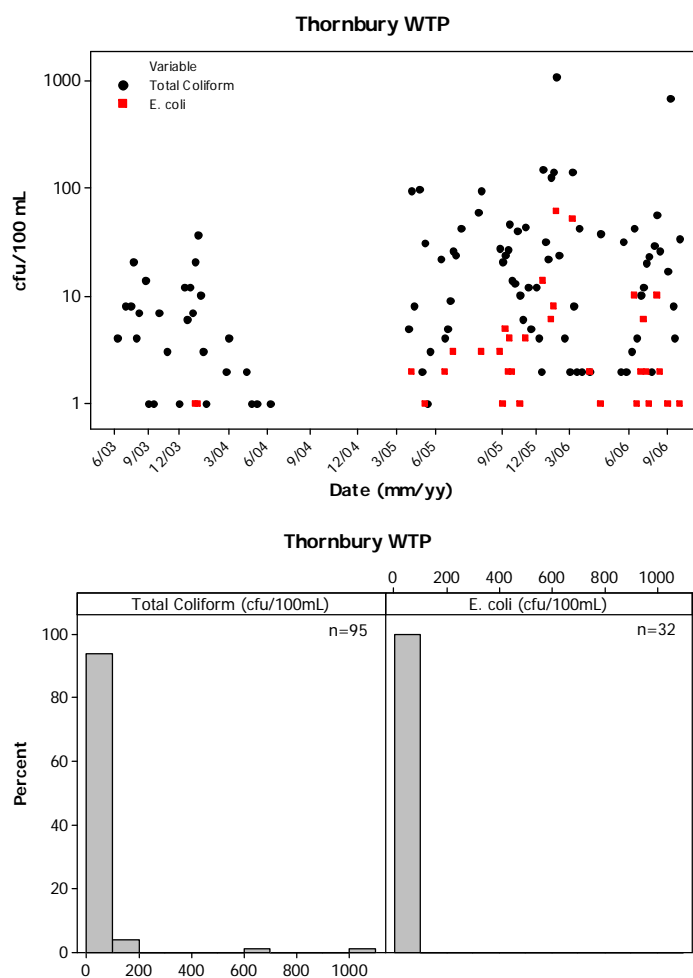 Thornbury WTP
Variable
Total Coliform
E. coli
1000
100
10
1
cfu/100 mL
6/03 9/03 12/03 3/04 6/04 9/04 12/04 3/05 6/05 9/05 12/05 3/06 6/06 9/06
Date (mm/yy)
Thornbury WTP
0 200 400 600 800 1000
Total Coliform (cfu/100mL) E. coli (cfu/100mL)
n=95 n=32
100
80
60
40
20
0
Percent
0 200 400 600 800 1000